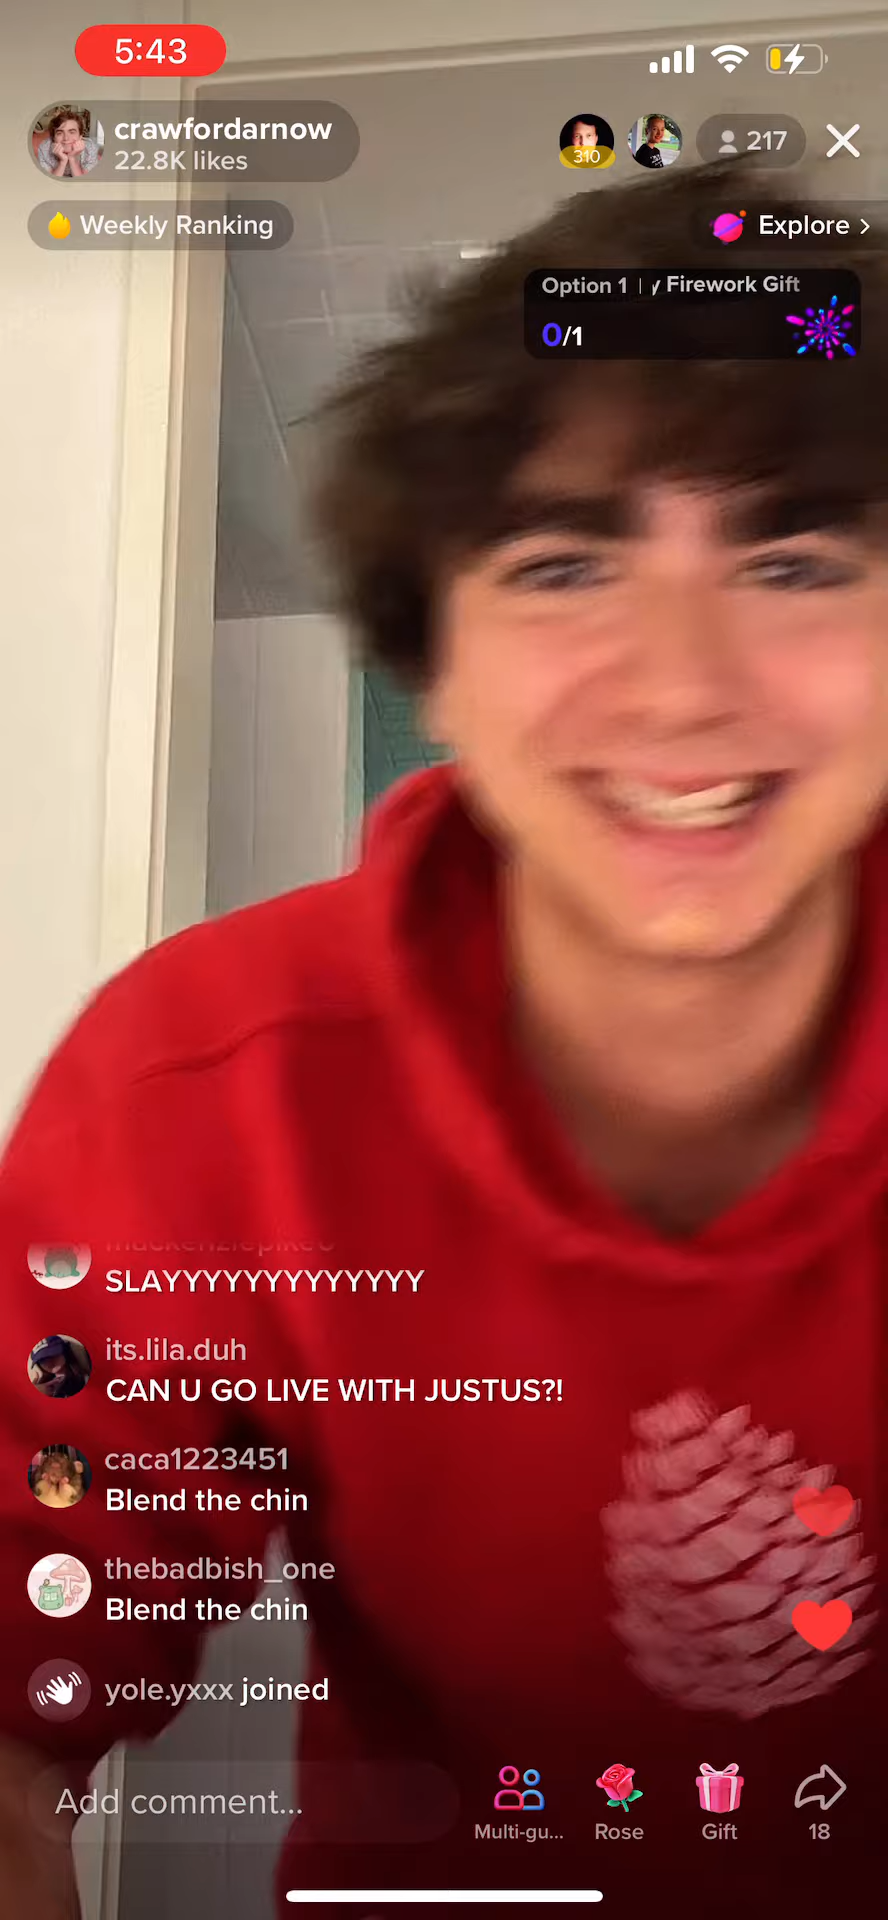 5:43
crawfordarnow
22.8K likes
310
217
Weekly Ranking
Explore
Option 1
Firework Gift
0/1
SLAYYYYYYYYYYYYY
its.lila.duh
CAN U GO LIVE WITH JUSTUS?!
caca1223451
Blend the chin
thebadbish_one
Blend the chin
yole.yxxx joined
Add comment...
Multi-gu...
Rose
Gift
18